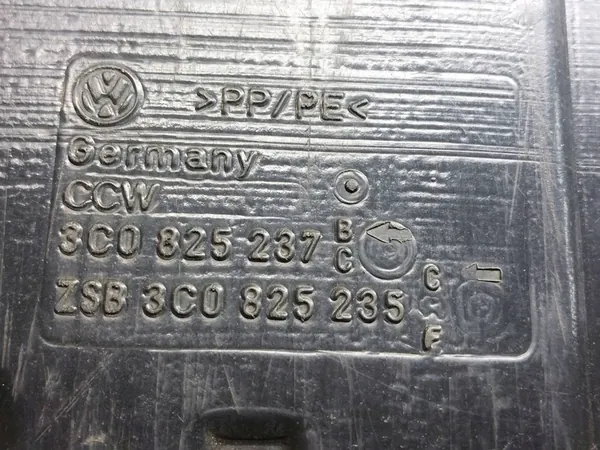 >PP/PE<
Germany
CCW
3C0 825 237 B
C
ZSB 3C0 825 235 C
F